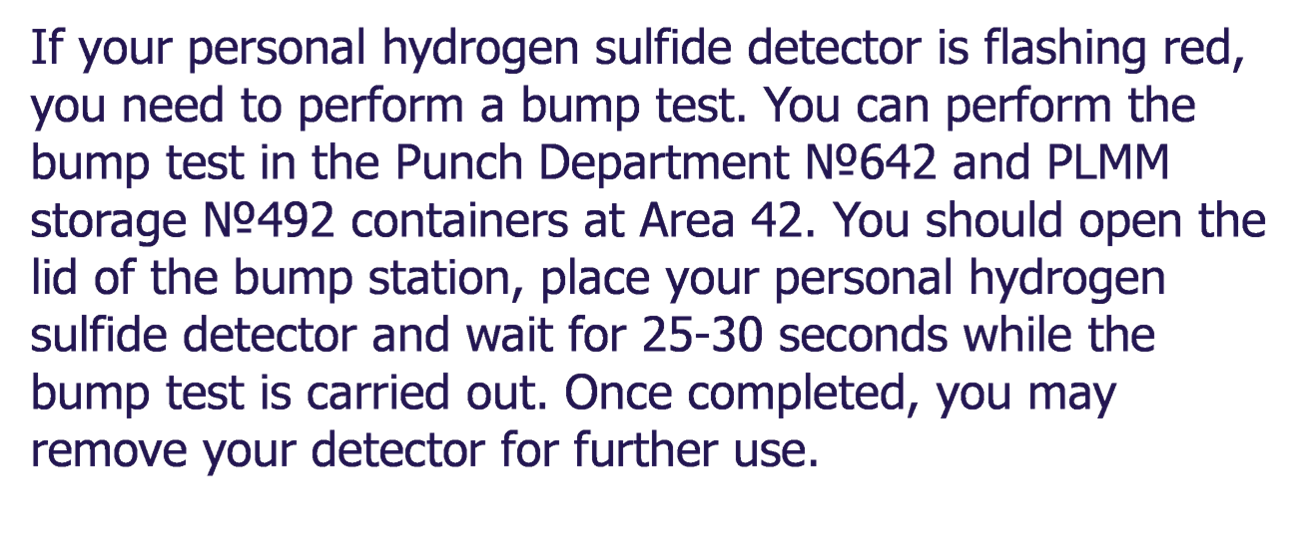 If your personal hydrogen sulfide detector is flashing red,
you need to perform a bump test. You can perform the
bump test in the Punch Department №642 and PLMM
storage №492 containers at Area 42. You should open the
lid of the bump station, place your personal hydrogen
sulfide detector and wait for 25-30 seconds while the
bump test is carried out. Once completed, you may
remove your detector for further use.